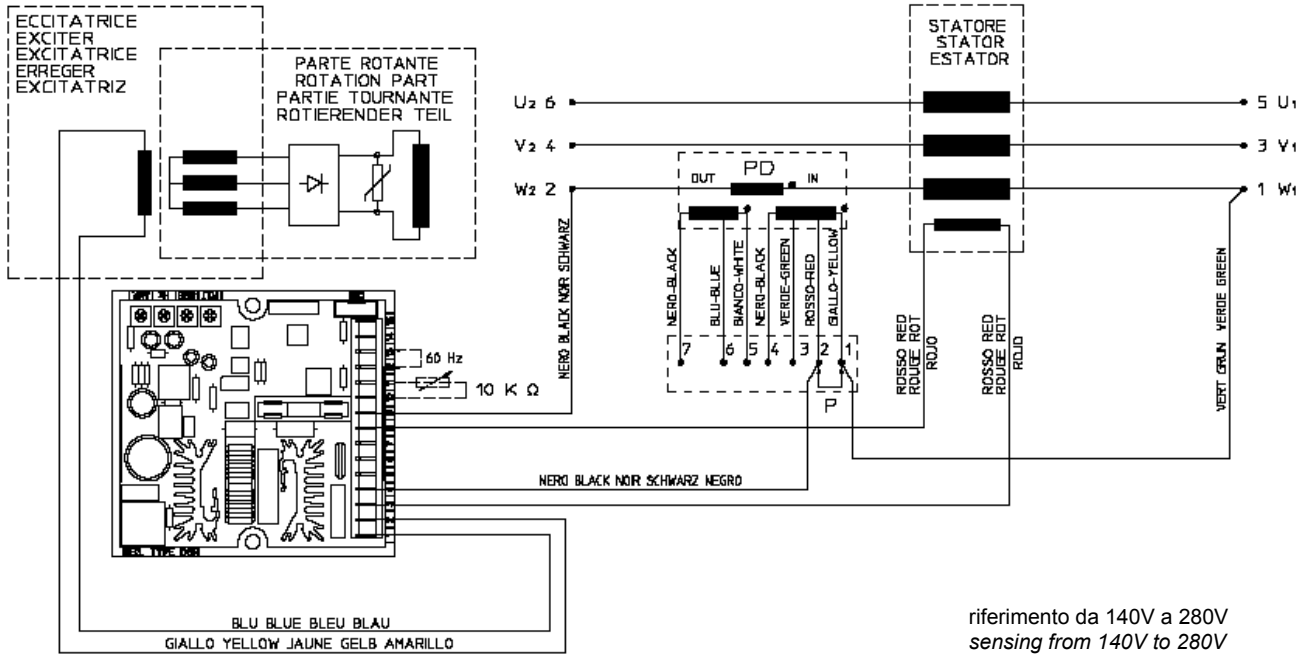 ECCITATRICE
EXCITER
EXCITATRICE
ERREGER
EXCITATRIZ
PARTE ROTANTE
ROTATION PART
PARTIE TOURNANTE
ROTIERENDER TEIL
STATORE
STATOR
ESTATOR
U2 6
5 U1
V2 4
3 V1
W2 2
1 W1
PD
OUT
IN
NERO BLACK NOIR SCHWARZ
NERO-BLACK
BLU-BLUE
BIANCO-WHITE
NERO-BLACK
VERDE-GREEN
ROSSO-RED
GIALLO-YELLOW
7 6 5 4 3 2 1
P
ROSSO RED
ROUGE ROT
ROJO
ROSSO RED
ROUGE ROT
ROJO
VERT GRUN VERDE GREEN
60 Hz
10 K Ω
NERO BLACK NOIR SCHWARZ NEGRO
BLU BLUE BLEU BLAU
GIALLO YELLOW JAUNE GELB AMARILLO
riferimento da 140V a 280V
sensing from 140V to 280V